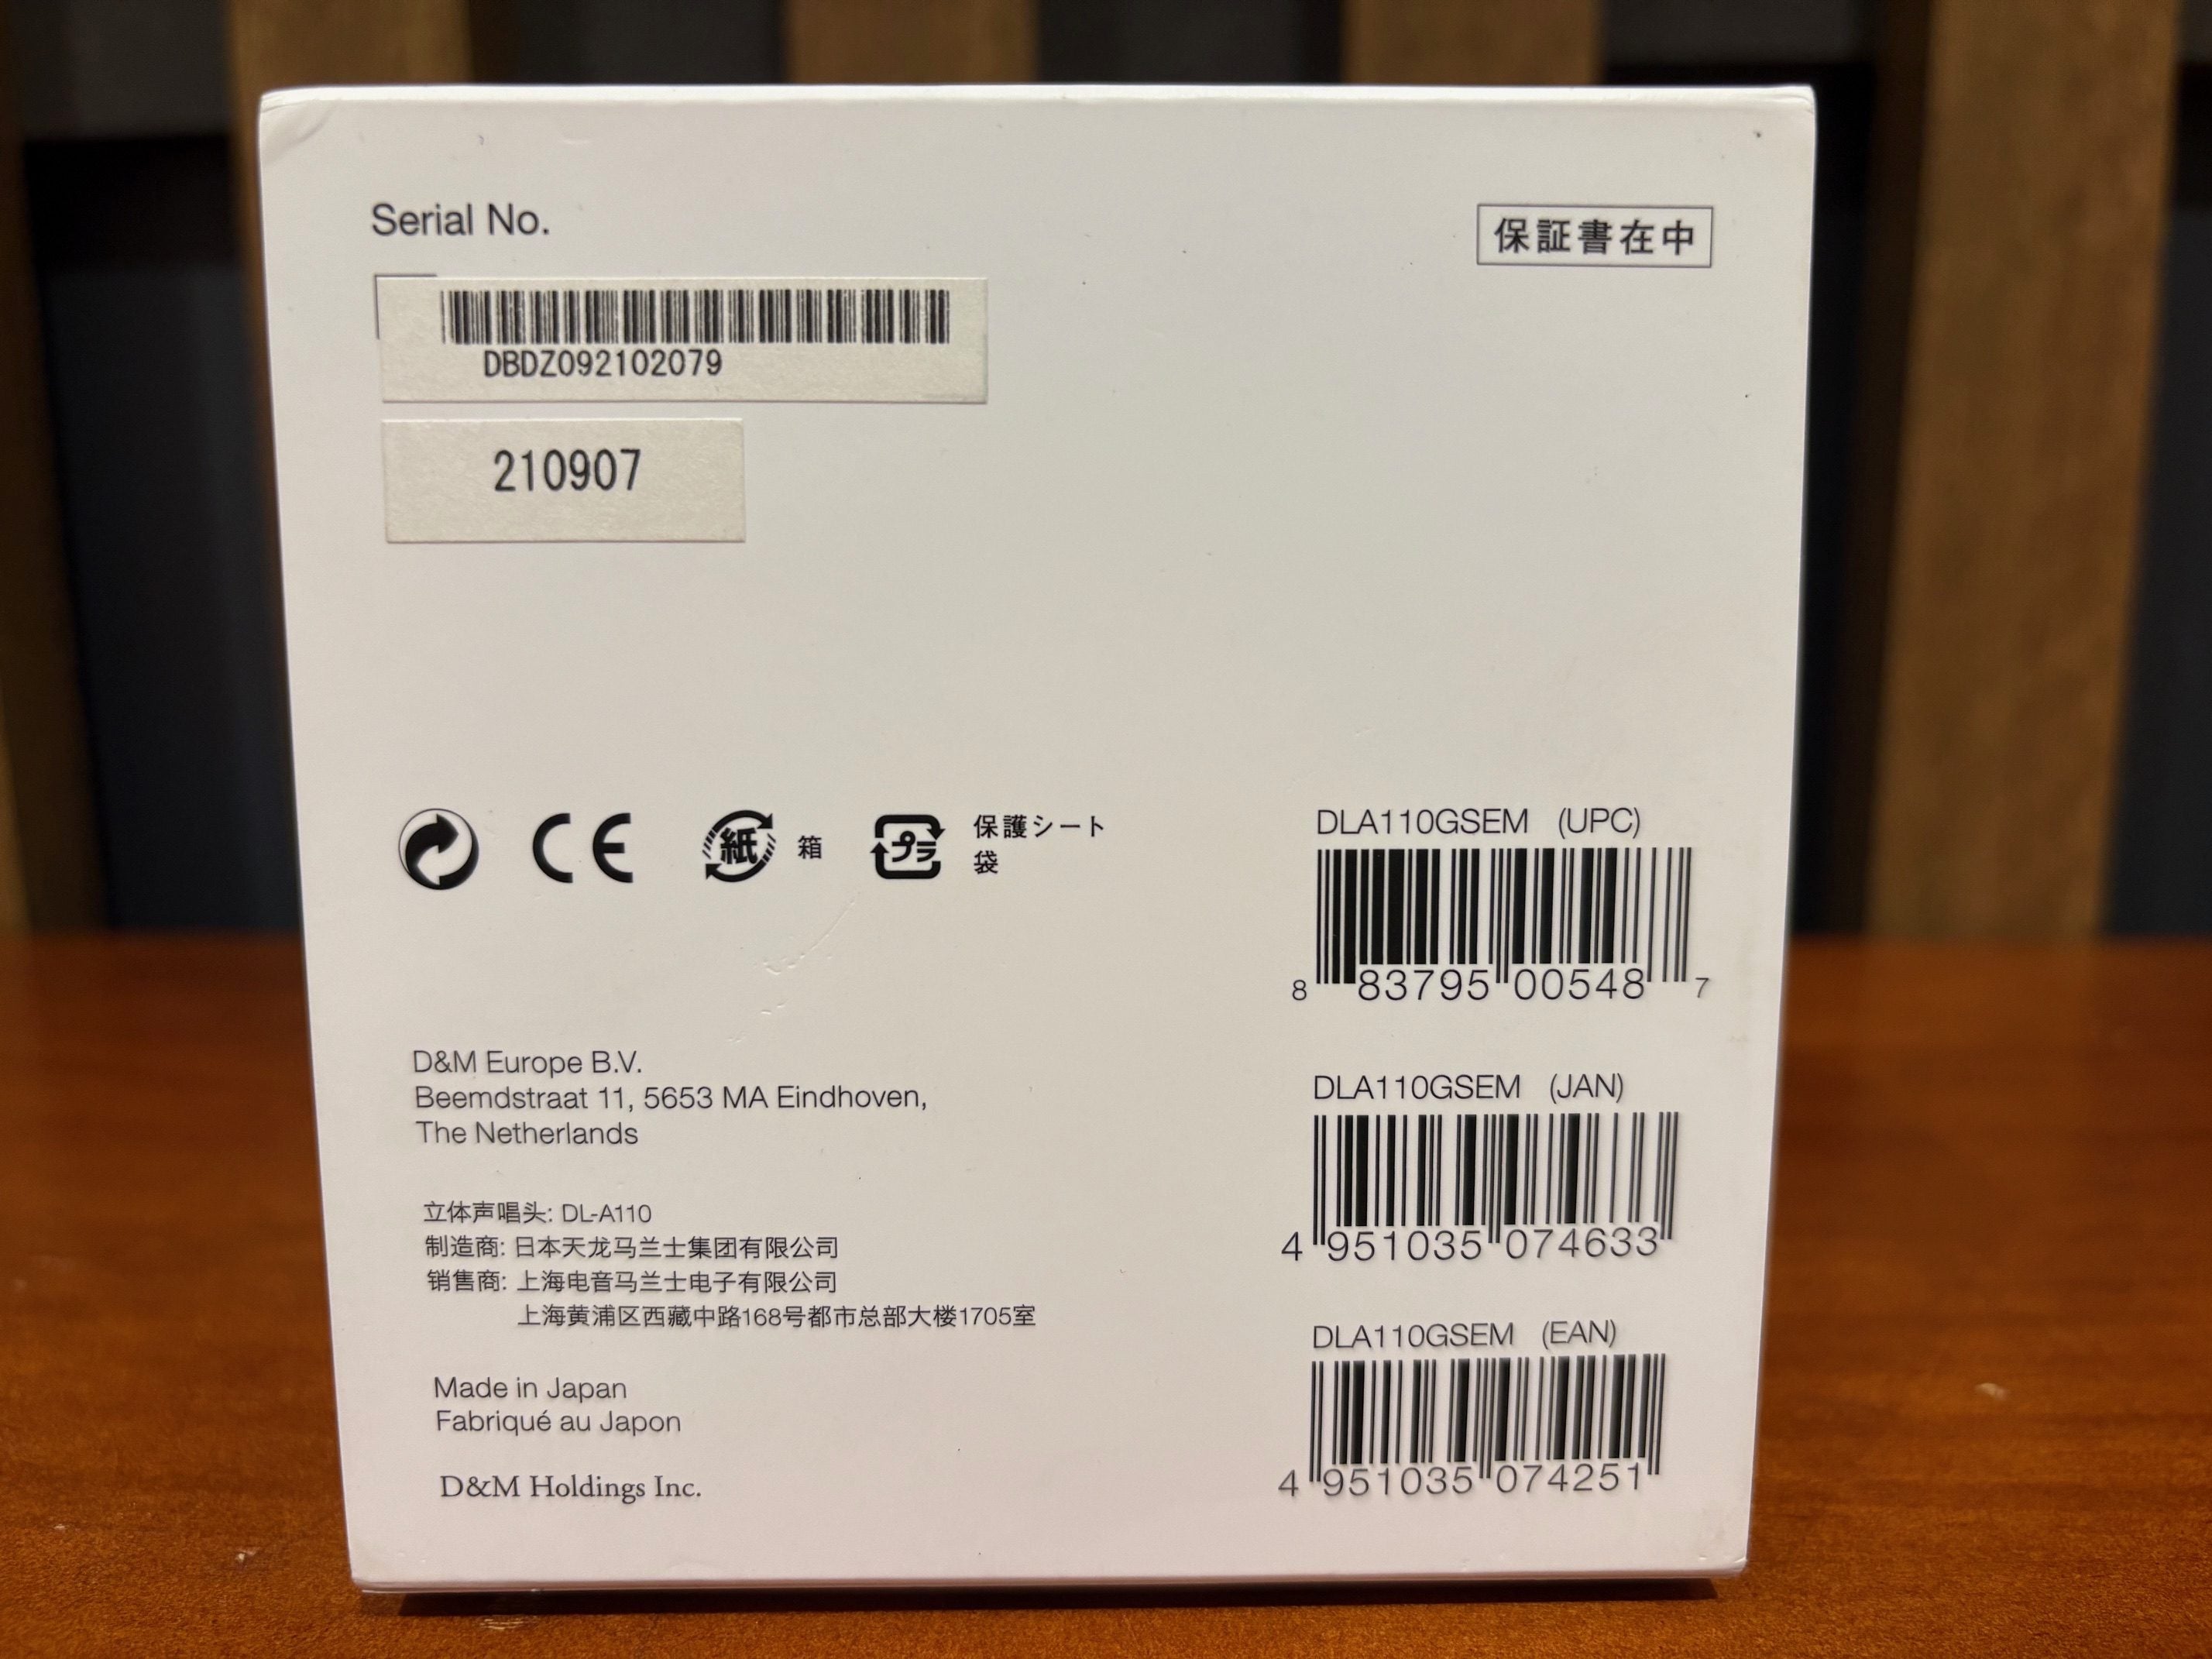 Serial No.
保証書在中
DBDZ092102079
210907
CE
紙 箱
プラ 保護シート
袋
DLA110GSEM (UPC)
8 83795 00548 7
D&M Europe B.V.
Beemdstraat 11, 5653 MA Eindhoven,
The Netherlands
DLA110GSEM (JAN)
4 951035 074633
立体声唱头: DL-A110
制造商: 日本天龙马兰士集团有限公司
销售商: 上海电音马兰士电子有限公司
上海黄浦区西藏中路168号都市总部大楼1705室
DLA110GSEM (EAN)
4 951035 074251
Made in Japan
Fabriqué au Japon
D&M Holdings Inc.